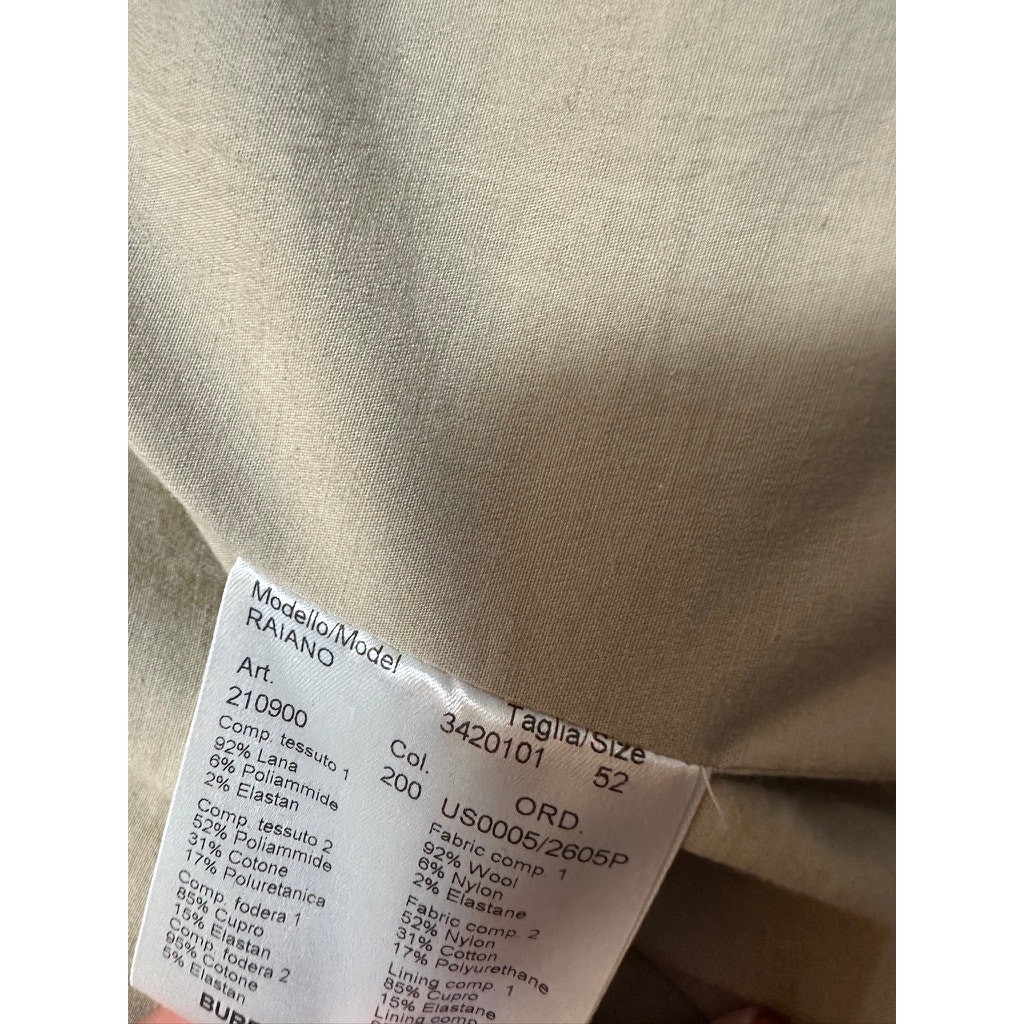 Modello/Model
RAIANO
Taglia/Size
3420101 52
Art.
210900
Col.
200
ORD.
US0005/2605P
Comp. tessuto 1
92% Lana
6% Poliammide
2% Elastan
Comp. tessuto 2
52% Poliammide
31% Cotone
17% Poluretanica
Comp. fodera 1
85% Cupro
15% Elastan
Comp. fodera 2
95% Cotone
5% Elastan
Fabric comp. 1
92% Wool
6% Nylon
2% Elastane
Fabric comp. 2
52% Nylon
31% Cotton
17% Polyurethane
Lining comp. 1
85% Cupro
15% Elastane
Lining comp.